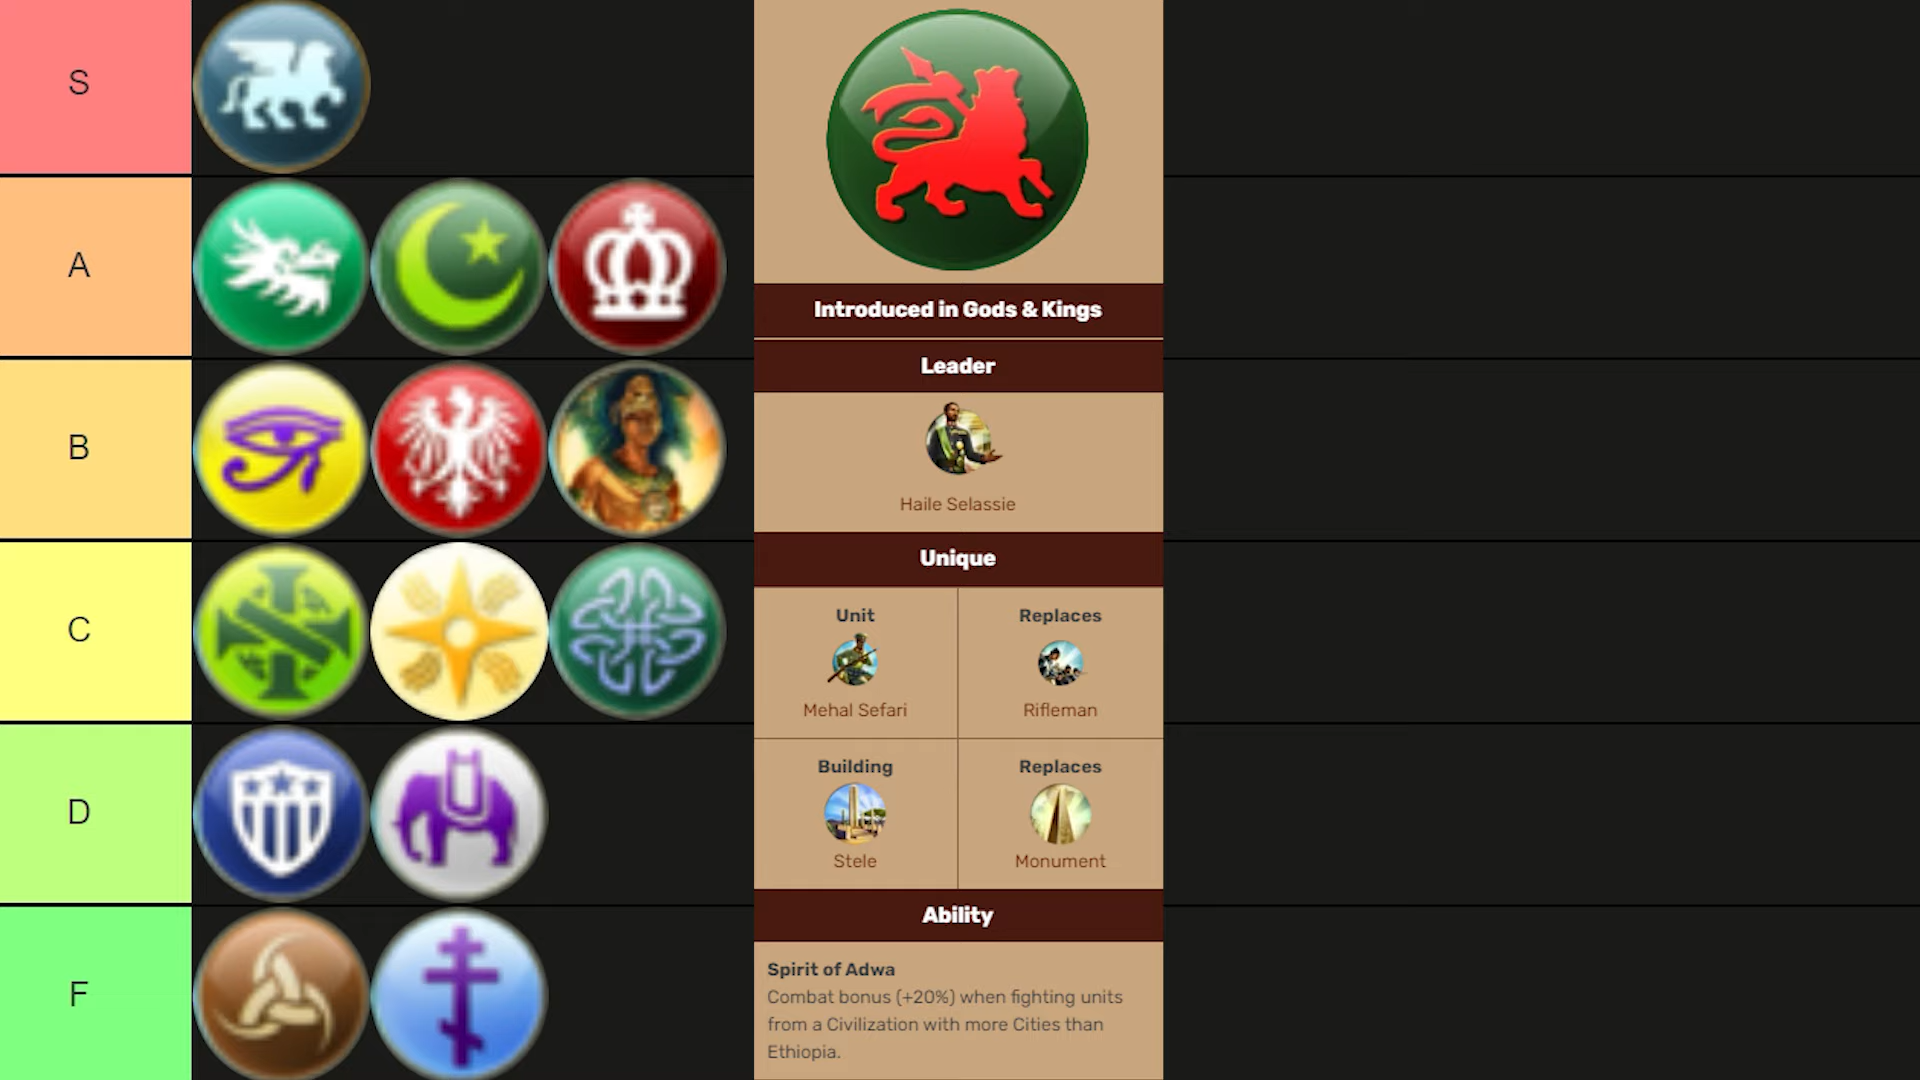 S
A
B
C
D
F
Introduced in Gods & Kings
Leader
Haile Selassie
Unique
Unit
Replaces
Mehal Sefari
Rifleman
Building
Replaces
Stele
Monument
Ability
Spirit of Adwa
Combat bonus (+20%) when fighting units
from a Civilization with more Cities than
Ethiopia.